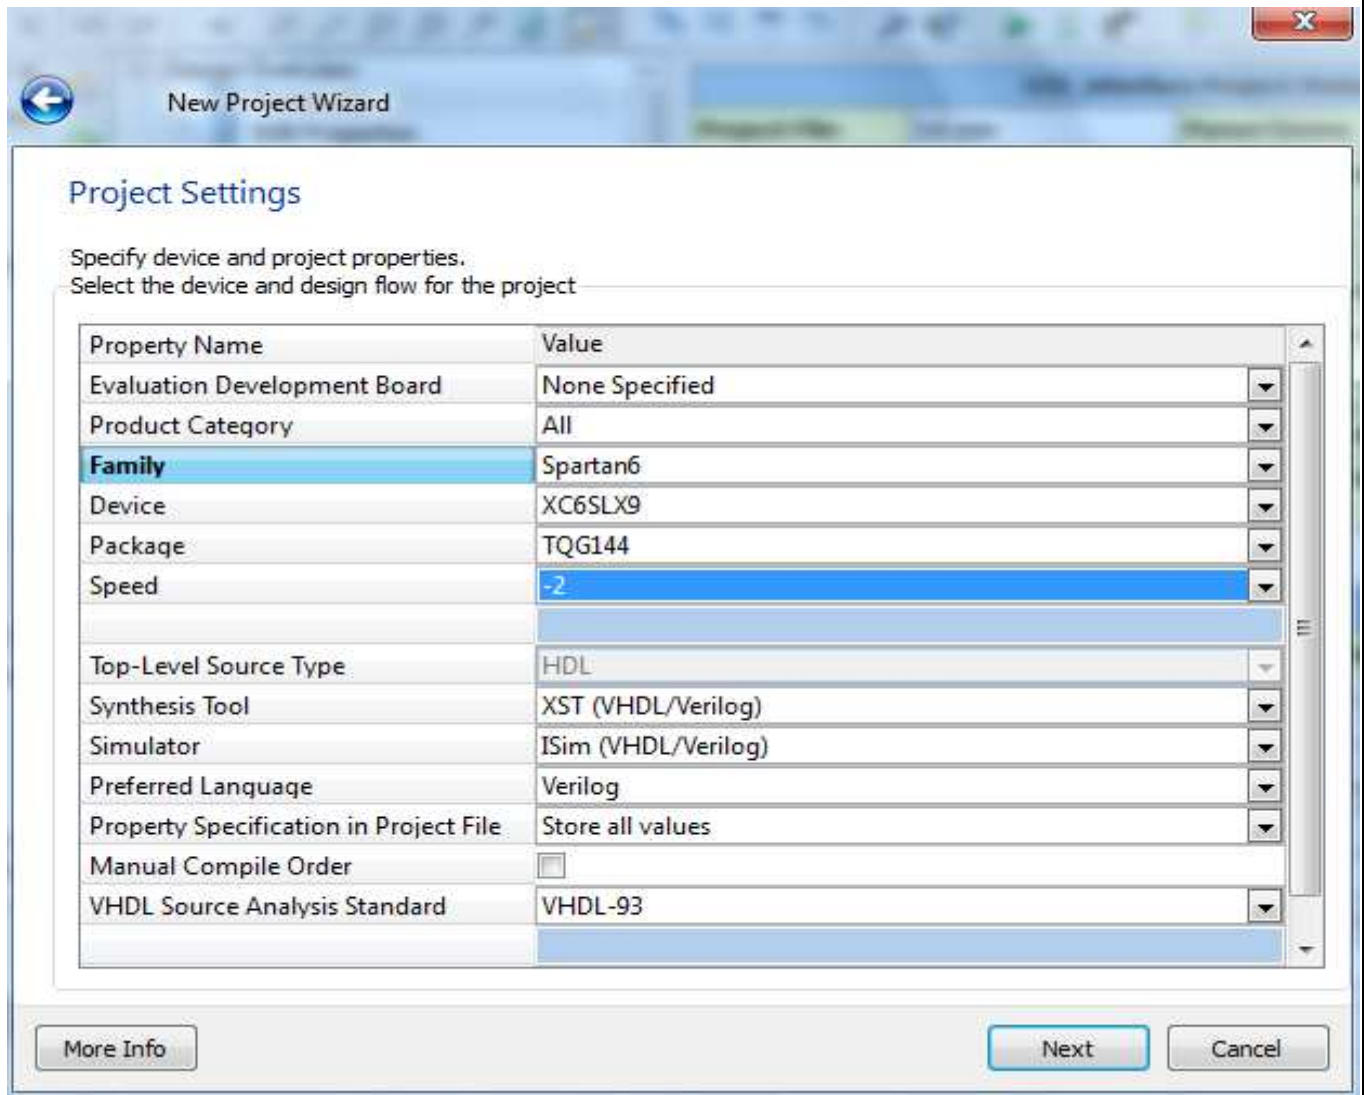 New Project Wizard
Project Settings
Specify device and project properties.
Select the device and design flow for the project
Property Name Value
Evaluation Development Board None Specified
Product Category All
Family Spartan6
Device XC6SLX9
Package TQG144
Speed -2
Top-Level Source Type HDL
Synthesis Tool XST (VHDL/Verilog)
Simulator ISim (VHDL/Verilog)
Preferred Language Verilog
Property Specification in Project File Store all values
Manual Compile Order
VHDL Source Analysis Standard VHDL-93
More Info Next Cancel